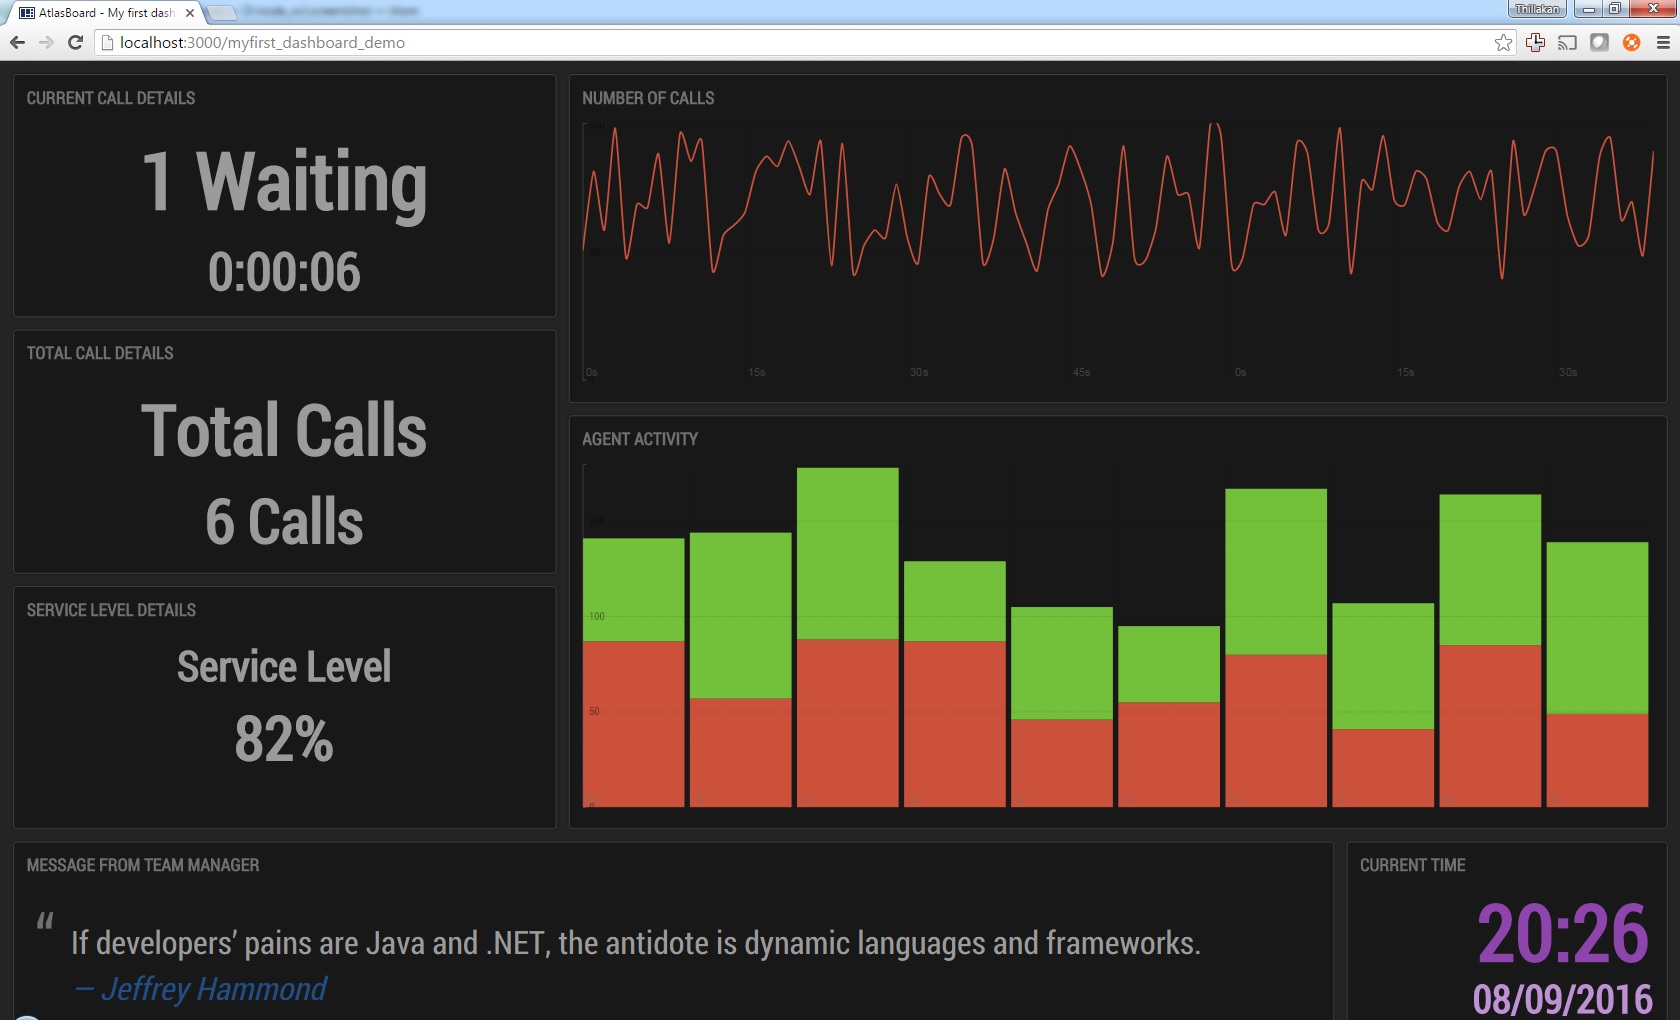 AtlasBoard - My first dash
Thillakan
localhost:3000/myfirst_dashboard_demo
CURRENT CALL DETAILS
1 Waiting
0:00:06
NUMBER OF CALLS
100
50
0s 15s 30s 45s 0s 15s 30s
TOTAL CALL DETAILS
Total Calls
6 Calls
AGENT ACTIVITY
150
100
50
0
SERVICE LEVEL DETAILS
Service Level
82%
MESSAGE FROM TEAM MANAGER
“ If developers’ pains are Java and .NET, the antidote is dynamic languages and frameworks.
— Jeffrey Hammond
CURRENT TIME
20:26
08/09/2016